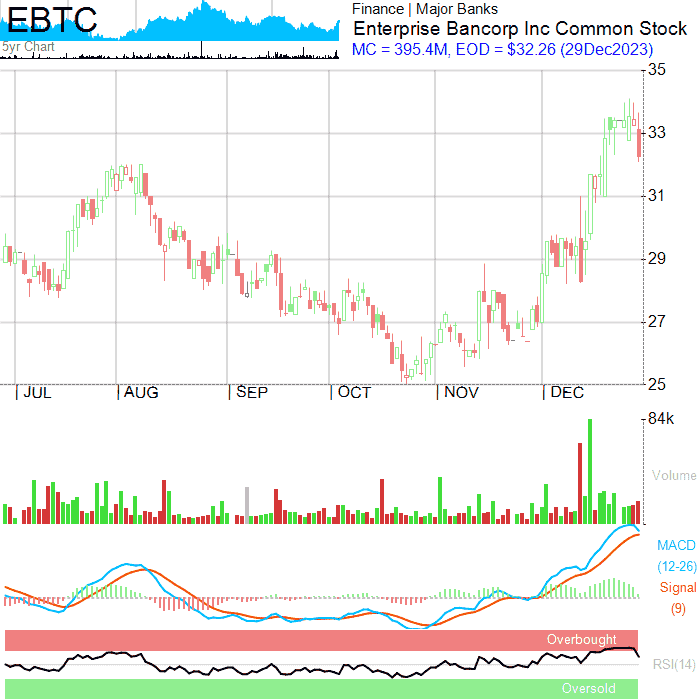 EBTC
5yr Chart
Finance | Major Banks
Enterprise Bancorp Inc Common Stock
MC = 395.4M, EOD = $32.26 (29Dec2023)
35
33
31
29
27
25
|JUL |AUG |SEP |OCT |NOV |DEC
84k
Volume
MACD
(12-26)
Signal
(9)
Overbought
RSI(14)
Oversold